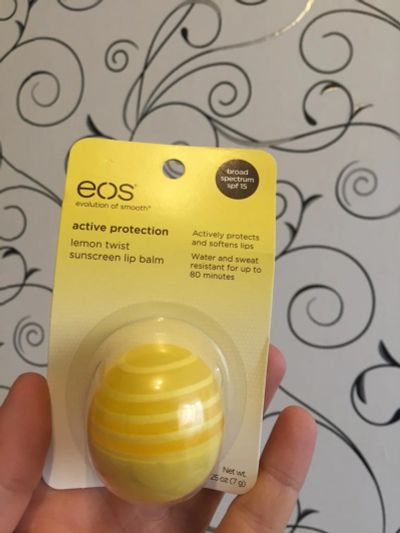 eos®
evolution of smooth®
broad
spectrum
spf 15
active protection
lemon twist
sunscreen lip balm
Actively protects
and softens lips
Water and sweat
resistant for up to
80 minutes
Net wt.
.25 oz (7 g)